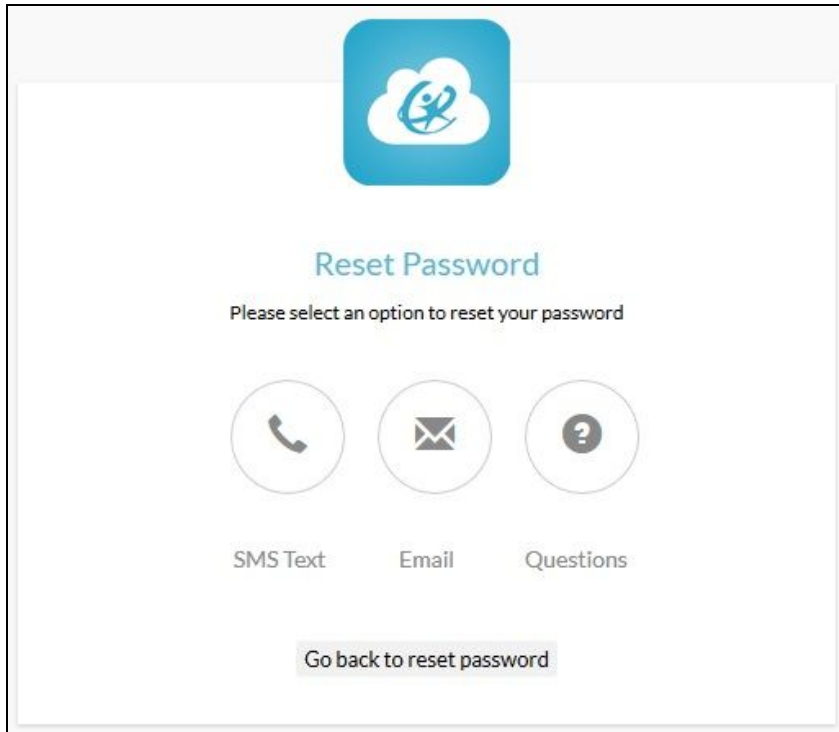 Reset Password
Please select an option to reset your password
SMS Text Email Questions
Go back to reset password